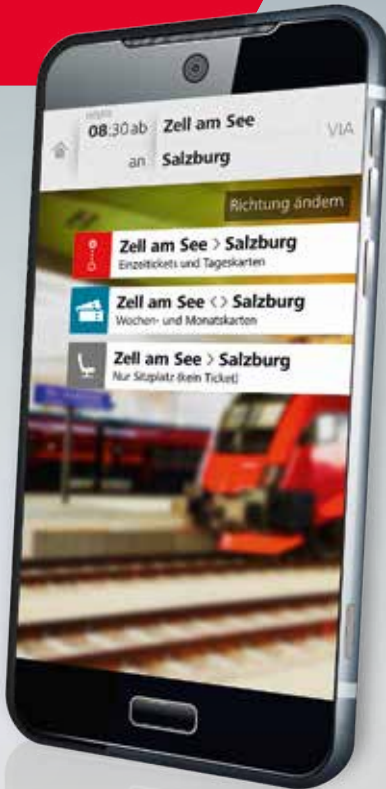 HEUTE
08:30 ab Zell am See
VIA
an Salzburg
Richtung ändern
Zell am See > Salzburg
Einzeltickets und Tageskarten
Zell am See <> Salzburg
Wochen- und Monatskarten
Zell am See > Salzburg
Nur Sitzplatz (kein Ticket)